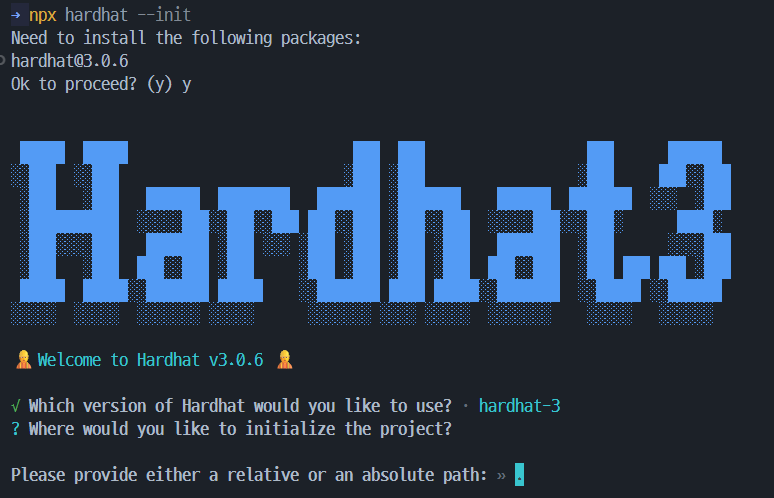 → npx hardhat --init
Need to install the following packages:
hardhat@3.0.6
Ok to proceed? (y) y
Hardhat3
👷 Welcome to Hardhat v3.0.6 👷
√ Which version of Hardhat would you like to use? · hardhat-3
? Where would you like to initialize the project?
Please provide either a relative or an absolute path: » .